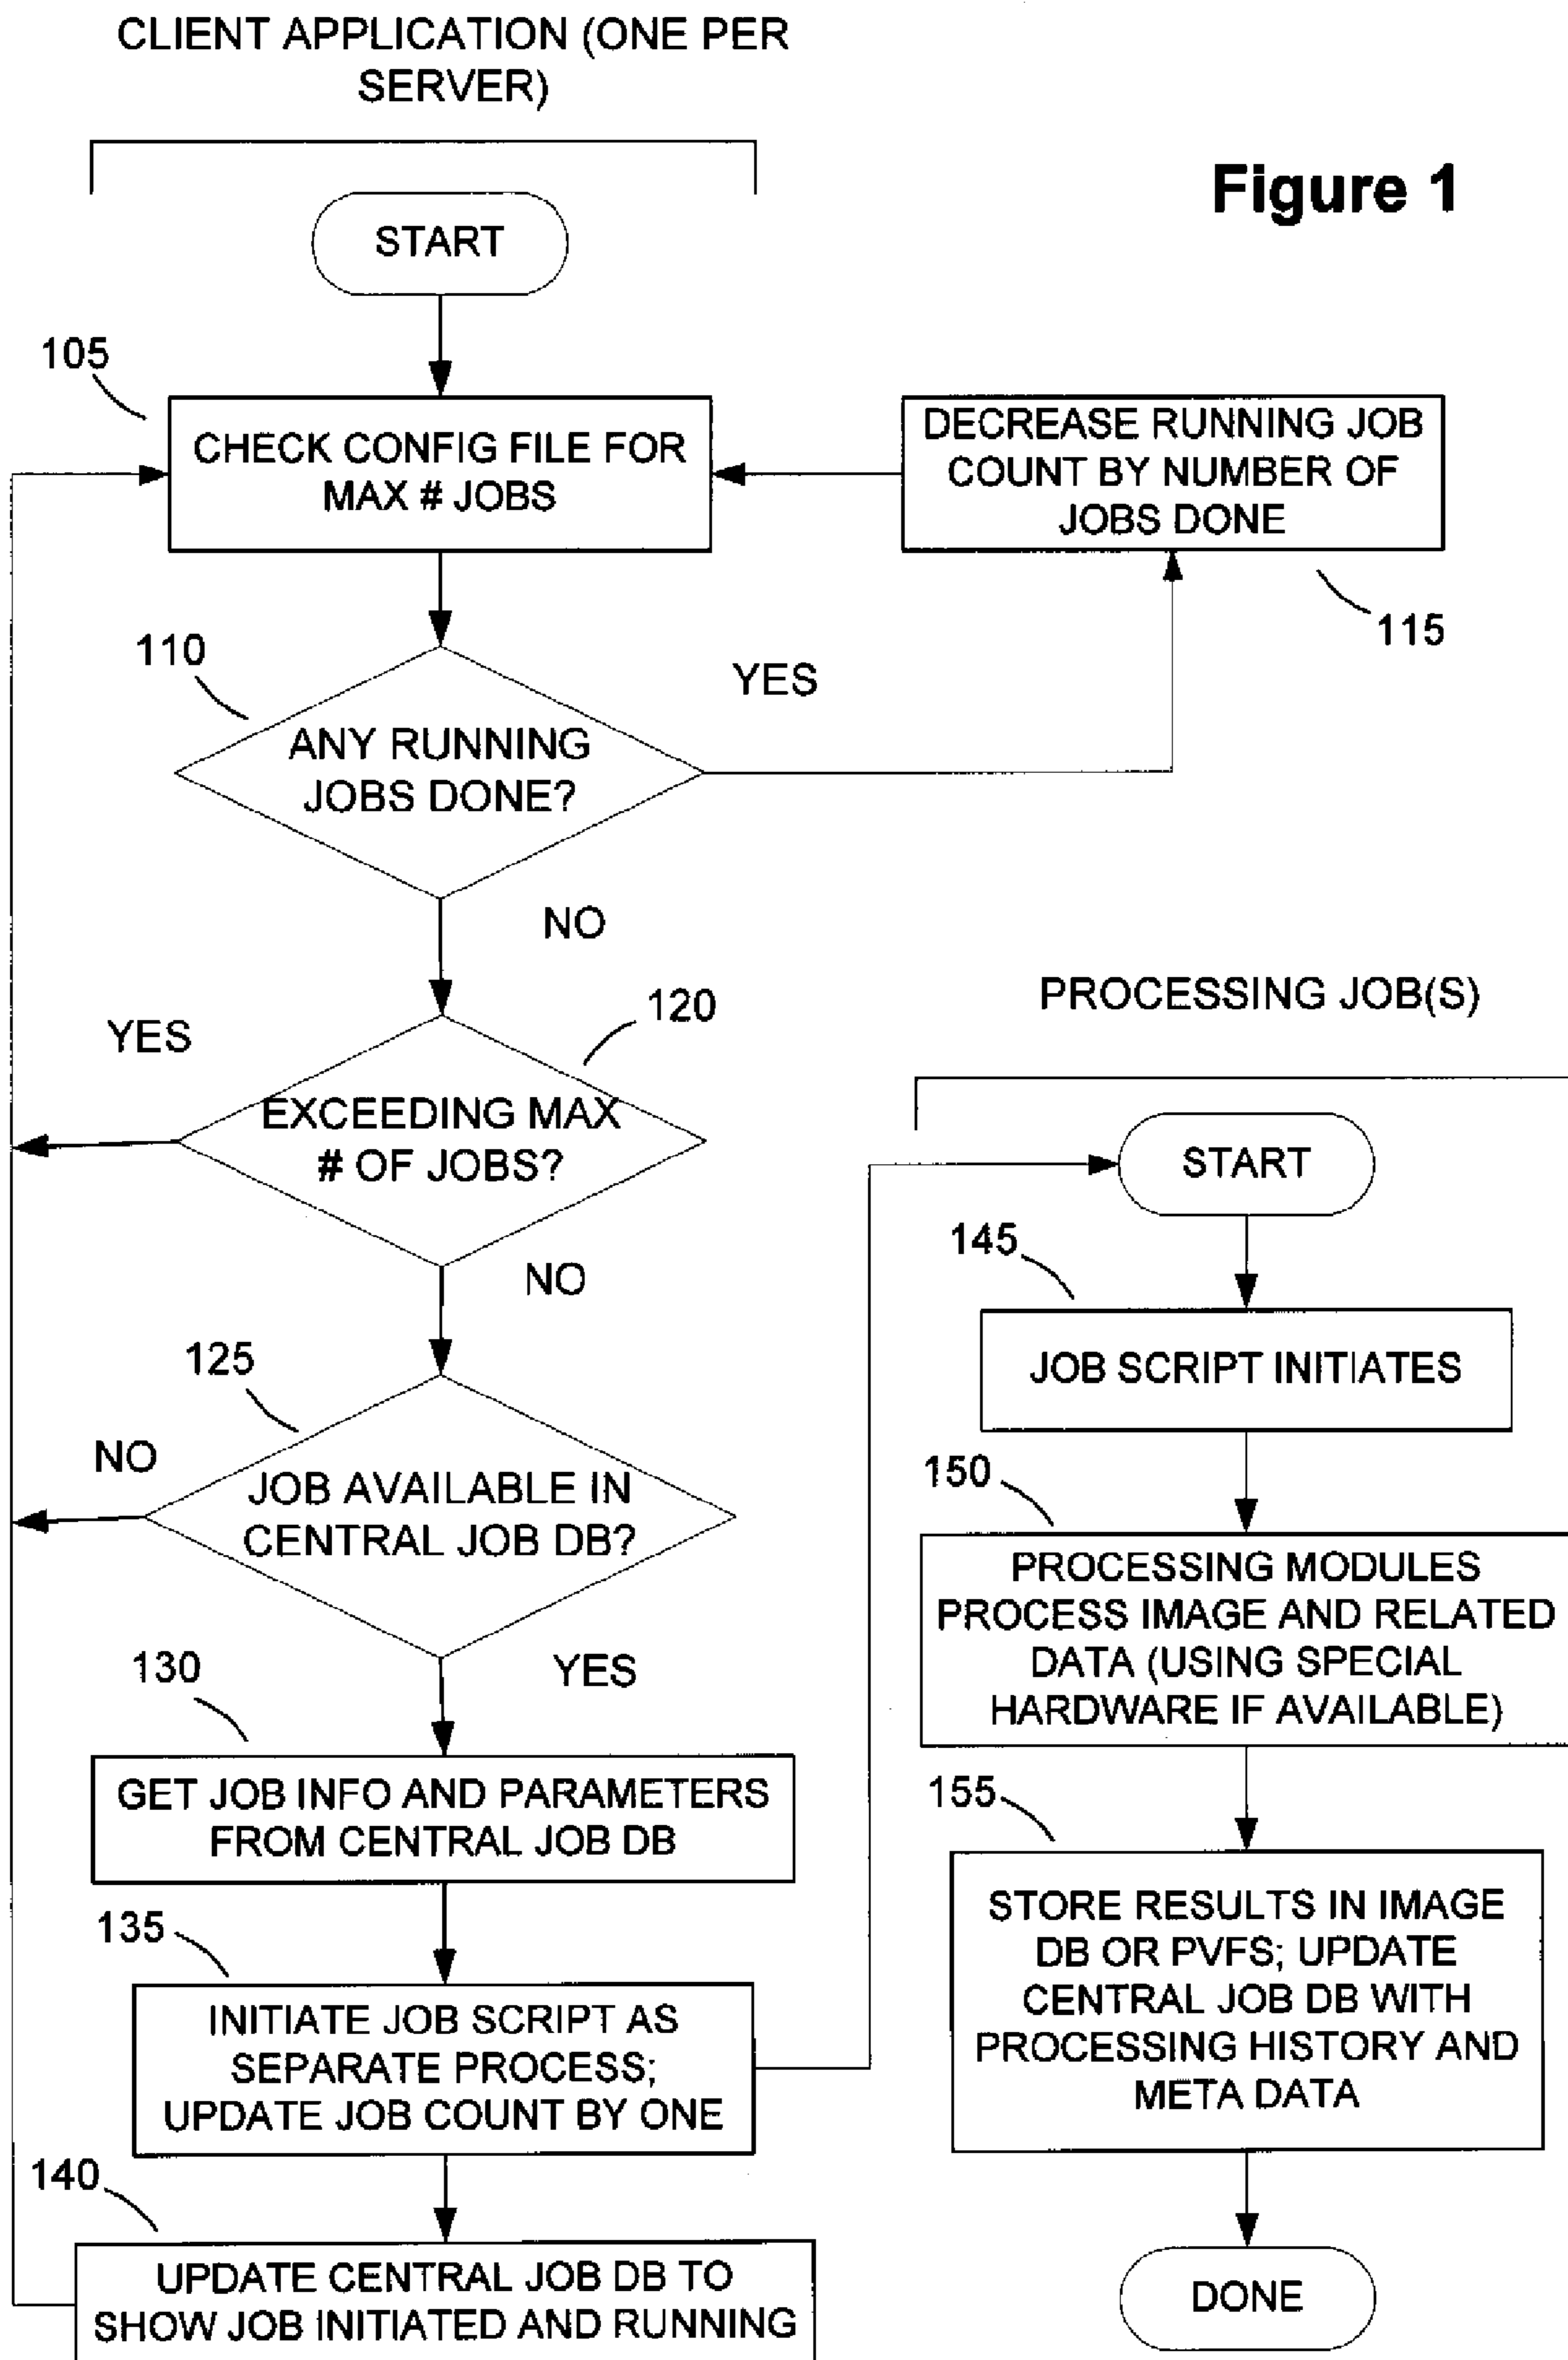 CLIENT APPLICATION (ONE PER
SERVER)
Figure 1
START
105
CHECK CONFIG FILE FOR
MAX # JOBS
DECREASE RUNNING JOB
COUNT BY NUMBER OF
JOBS DONE
115
110
YES
ANY RUNNING
JOBS DONE?
NO
120
YES
EXCEEDING MAX
# OF JOBS?
NO
125
NO
JOB AVAILABLE IN
CENTRAL JOB DB?
YES
130
GET JOB INFO AND PARAMETERS
FROM CENTRAL JOB DB
135
INITIATE JOB SCRIPT AS
SEPARATE PROCESS;
UPDATE JOB COUNT BY ONE
140
UPDATE CENTRAL JOB DB TO
SHOW JOB INITIATED AND RUNNING
PROCESSING JOB(S)
START
145
JOB SCRIPT INITIATES
150
PROCESSING MODULES
PROCESS IMAGE AND RELATED
DATA (USING SPECIAL
HARDWARE IF AVAILABLE)
155
STORE RESULTS IN IMAGE
DB OR PVFS; UPDATE
CENTRAL JOB DB WITH
PROCESSING HISTORY AND
META DATA
DONE